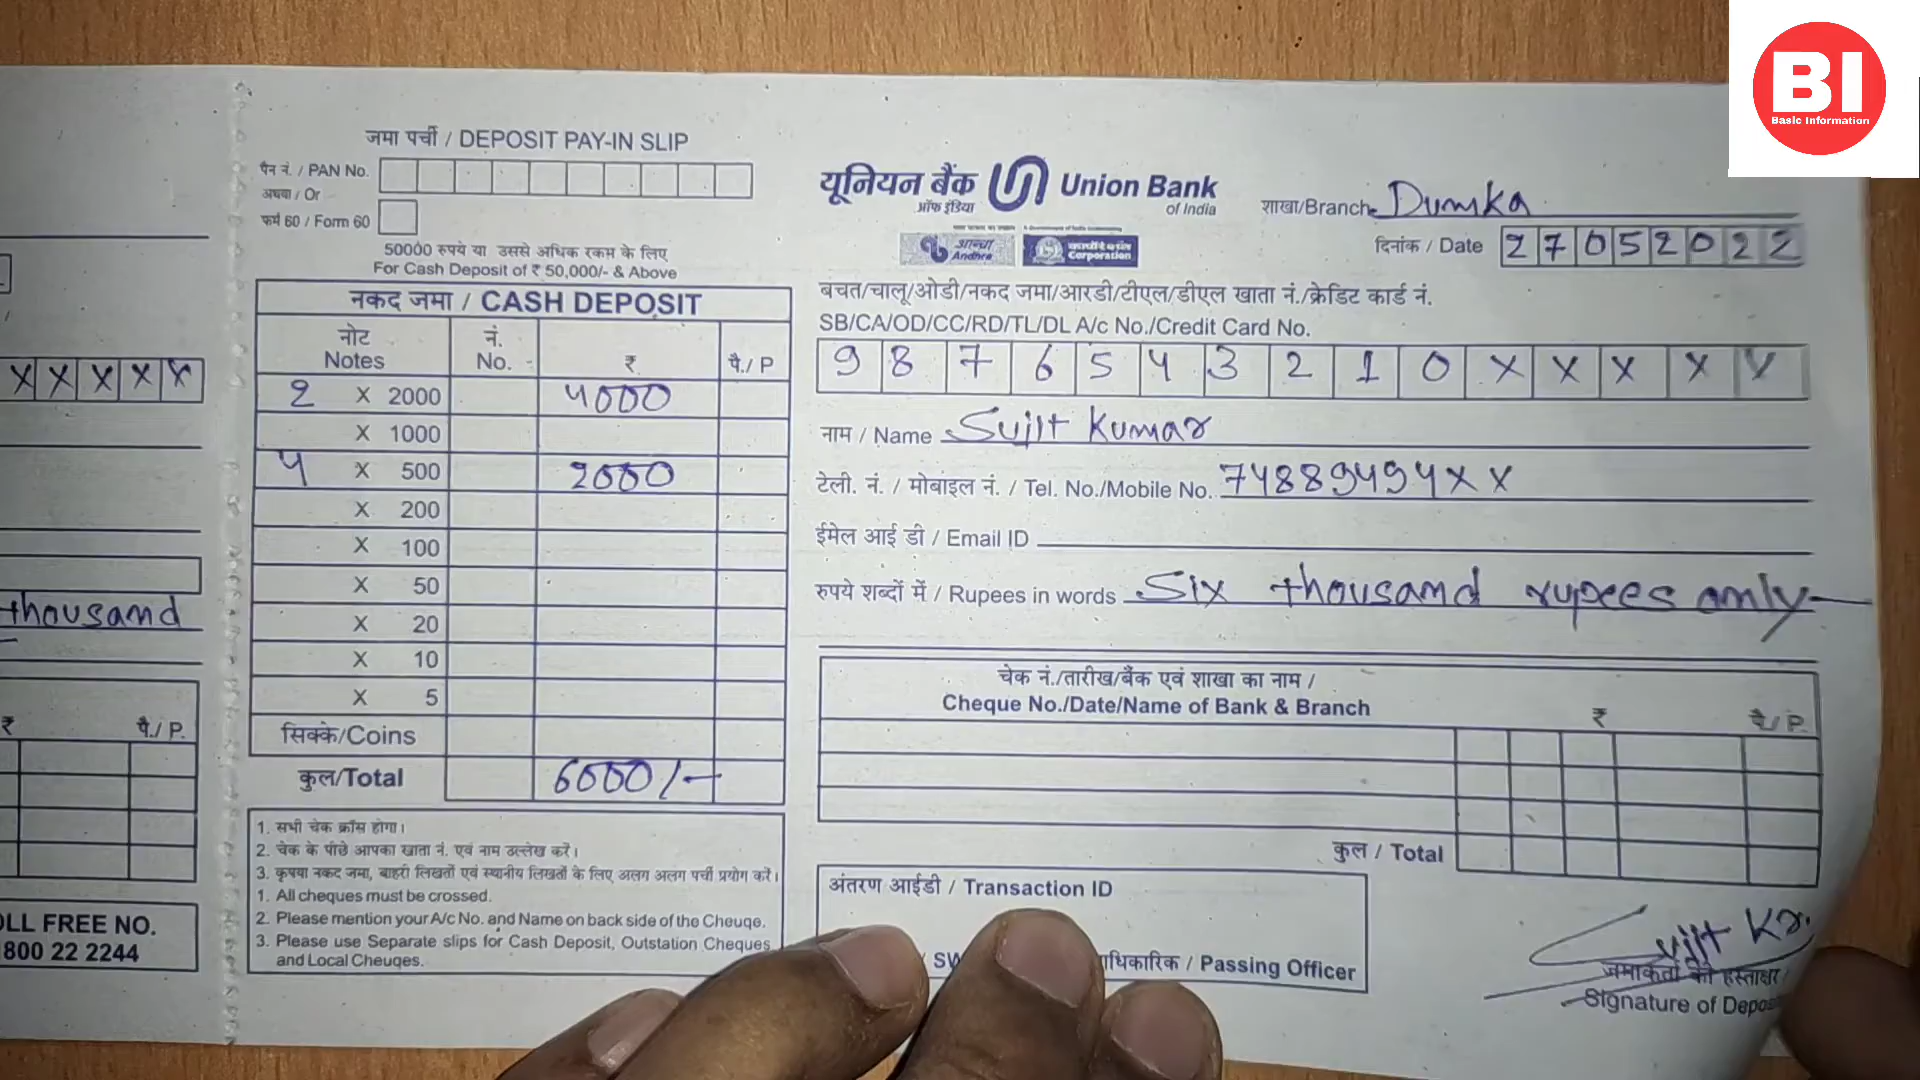 BI
Basic Information
जमा पर्ची / DEPOSIT PAY-IN SLIP
पैन नं. / PAN No.
अथवा / Or
फर्म 60 / Form 60
50000 रुपये या उससे अधिक रकम के लिए
For Cash Deposit of ₹ 50,000/- & Above
यूनियन बैंक Union Bank
ऑफ इंडिया of India
आन्ध्रा Andhra Corporation
शाखा/Branch Dumka
दिनांक / Date 27052022
नकद जमा / CASH DEPOSIT
नोट नं.
Notes No. ₹ पै./ P
2 X 2000 4000
X 1000
4 X 500 2000
X 200
X 100
X 50
X 20
X 10
X 5
सिक्के/Coins
कुल/Total 6000/-
1. सभी चेक क्रॉस होगा।
2. चेक के पीछे आपका खाता नं. एवं नाम उल्लेख करें।
3. कृपया नकद जमा, बाहरी लिखतों एवं स्थानीय लिखतों के लिए अलग अलग पर्ची प्रयोग करें।
1. All cheques must be crossed.
2. Please mention your A/c No. and Name on back side of the Cheuqe.
3. Please use Separate slips for Cash Deposit, Outstation Cheques
and Local Cheuqes.
बचत/चालू/ओडी/नकद जमा/आरडी/टीएल/डीएल खाता नं./क्रेडिट कार्ड नं.
SB/CA/OD/CC/RD/TL/DL A/c No./Credit Card No.
9 8 7 6 5 4 3 2 1 0 X X X X X
नाम / Name Sujit Kumar
टेली. नं. / मोबाइल नं. / Tel. No./Mobile No. 74889494XX
ईमेल आई डी / Email ID
रुपये शब्दों में / Rupees in words Six thousand rupees only
चेक नं./तारीख/बैंक एवं शाखा का नाम /
Cheque No./Date/Name of Bank & Branch ₹ पै./ P.
कुल / Total
अंतरण आईडी / Transaction ID
/ Passing Officer
Sujit Kr.
जमाकर्ता के हस्ताक्षर
Signature of
X X X X X
thousand
₹ पै./ P.
FREE NO.
800 22 2244